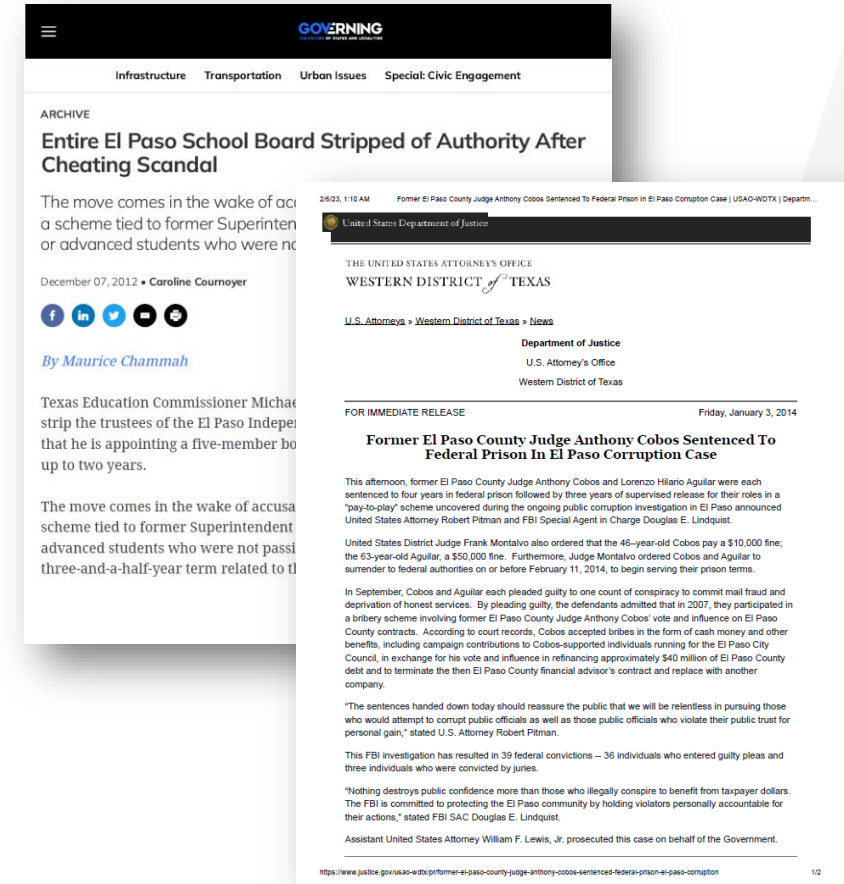 GOVERNING
THE FUTURE OF STATES AND LOCALITIES
Infrastructure Transportation Urban Issues Special: Civic Engagement
ARCHIVE
Entire El Paso School Board Stripped of Authority After
Cheating Scandal
The move comes in the wake of
a scheme tied to former
or advanced students who were
December 07, 2012 • Caroline Cournoyer
By Maurice Chammah
Texas Education Commissioner
strip the trustees of the El Paso
that he is appointing a five-member
up to two years.
The move comes in the wake of
scheme tied to former Superintendent
advanced students who were not
three-and-a-half-year term related to
2/6/23, 1:10 AM Former El Paso County Judge Anthony Cobos Sentenced To Federal Prison In El Paso Corruption Case | USAO-WDTX | Departm...
United States Department of Justice
THE UNITED STATES ATTORNEY'S OFFICE
WESTERN DISTRICT of TEXAS
U.S. Attorneys » Western District of Texas » News
Department of Justice
U.S. Attorney's Office
Western District of Texas
FOR IMMEDIATE RELEASE Friday, January 3, 2014
Former El Paso County Judge Anthony Cobos Sentenced To
Federal Prison In El Paso Corruption Case
This afternoon, former El Paso County Judge Anthony Cobos and Lorenzo Hilario Aguilar were each
sentenced to four years in federal prison followed by three years of supervised release for their roles in a
"pay-to-play" scheme uncovered during the ongoing public corruption investigation in El Paso announced
United States Attorney Robert Pitman and FBI Special Agent in Charge Douglas E. Lindquist.
United States District Judge Frank Montalvo also ordered that the 46–year-old Cobos pay a $10,000 fine;
the 63-year-old Aguilar, a $50,000 fine. Furthermore, Judge Montalvo ordered Cobos and Aguilar to
surrender to federal authorities on or before February 11, 2014, to begin serving their prison terms.
In September, Cobos and Aguilar each pleaded guilty to one count of conspiracy to commit mail fraud and
deprivation of honest services. By pleading guilty, the defendants admitted that in 2007, they participated in
a bribery scheme involving former El Paso County Judge Anthony Cobos' vote and influence on El Paso
County contracts. According to court records, Cobos accepted bribes in the form of cash money and other
benefits, including campaign contributions to Cobos-supported individuals running for the El Paso City
Council, in exchange for his vote and influence in refinancing approximately $40 million of El Paso County
debt and to terminate the then El Paso County financial advisor's contract and replace with another
company.
"The sentences handed down today should reassure the public that we will be relentless in pursuing those
who would attempt to corrupt public officials as well as those public officials who violate their public trust for
personal gain," stated U.S. Attorney Robert Pitman.
This FBI investigation has resulted in 39 federal convictions -- 36 individuals who entered guilty pleas and
three individuals who were convicted by juries.
"Nothing destroys public confidence more than those who illegally conspire to benefit from taxpayer dollars.
The FBI is committed to protecting the El Paso community by holding violators personally accountable for
their actions," stated FBI SAC Douglas E. Lindquist.
Assistant United States Attorney William F. Lewis, Jr. prosecuted this case on behalf of the Government.
https://www.justice.gov/usao-wdtx/pr/former-el-paso-county-judge-anthony-cobos-sentenced-federal-prison-el-paso-corruption 1/2